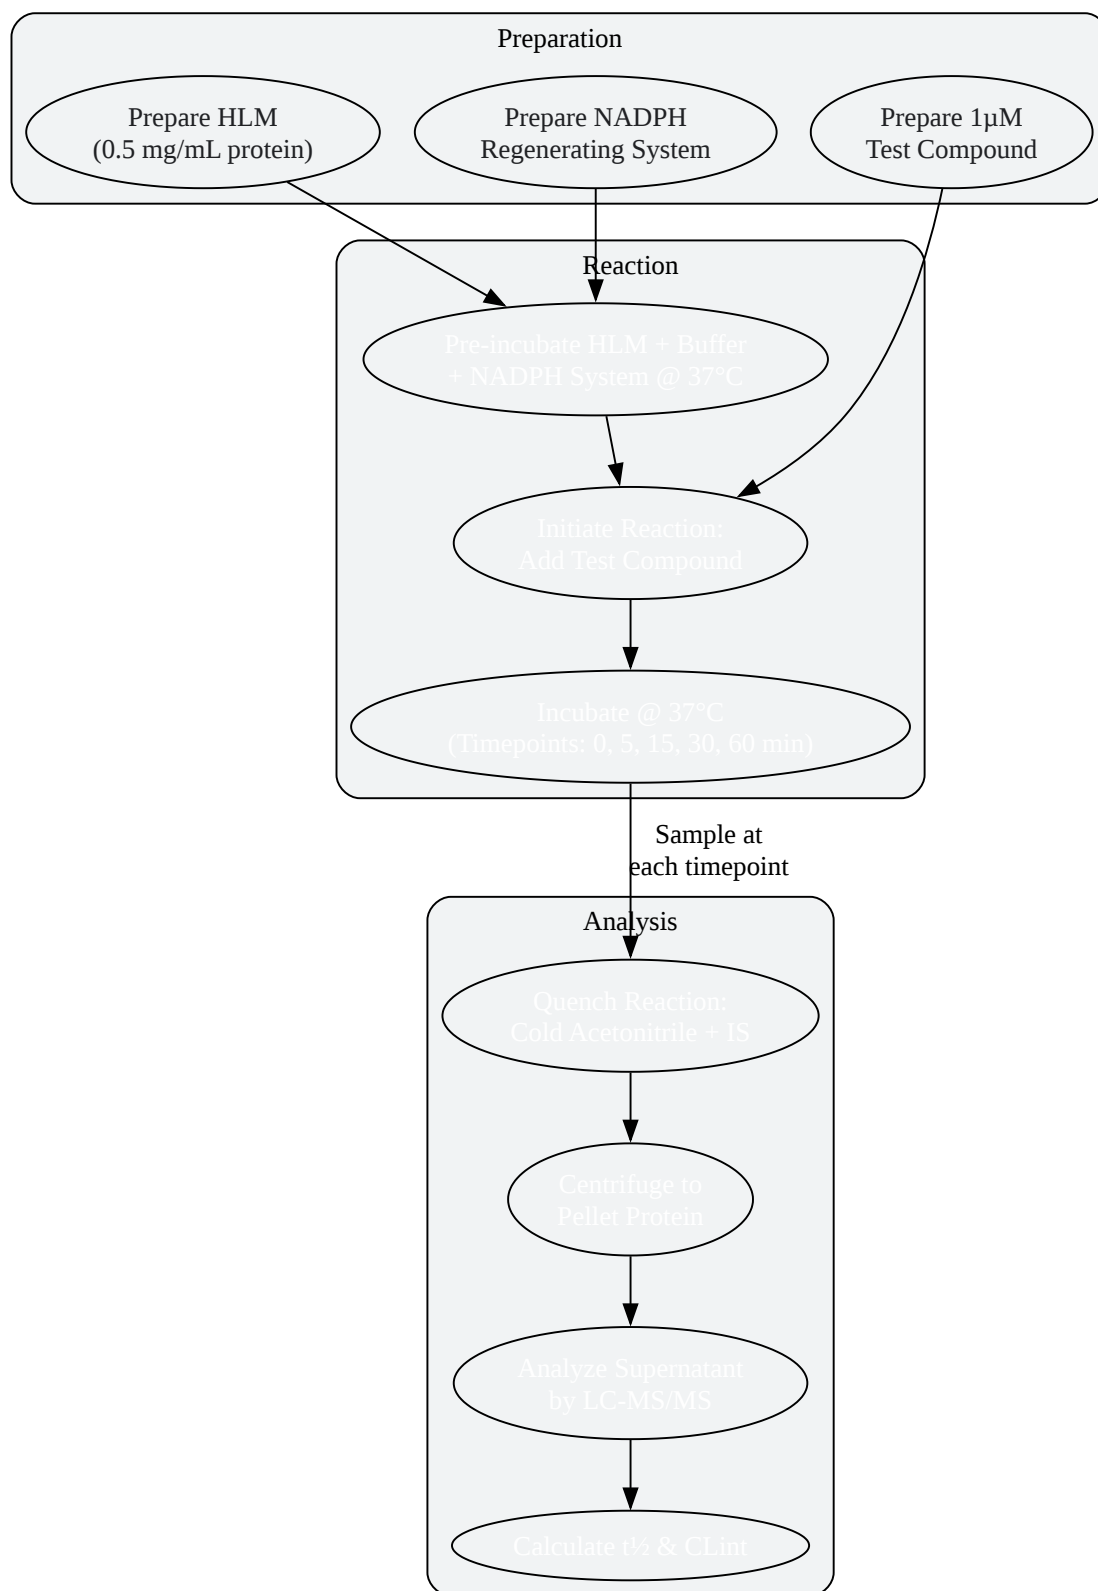 Preparation
Prepare HLM
(0.5 mg/mL protein)
Prepare NADPH
Regenerating System
Prepare 1µM
Test Compound
Reaction
Pre-incubate HLM + Buffer
+ NADPH System @ 37°C
Initiate Reaction:
Add Test Compound
Incubate @ 37°C
(Timepoints: 0, 5, 15, 30, 60 min)
Sample at
each timepoint
Analysis
Quench Reaction:
Cold Acetonitrile + IS
Centrifuge to
Pellet Protein
Analyze Supernatant
by LC-MS/MS
Calculate t½ & CLint